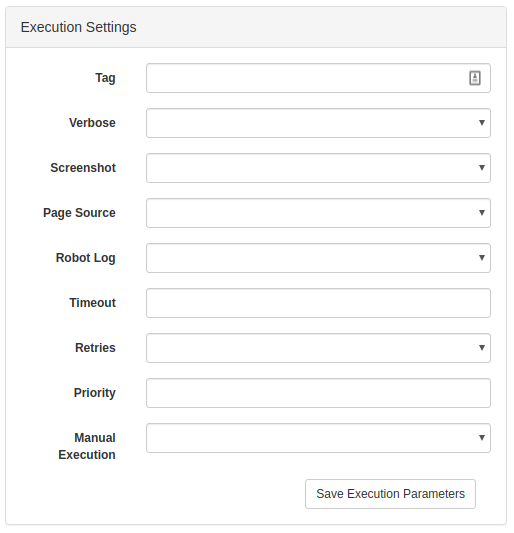 Execution Settings
Tag
Verbose
Screenshot
Page Source
Robot Log
Timeout
Retries
Priority
Manual
Execution
Save Execution Parameters